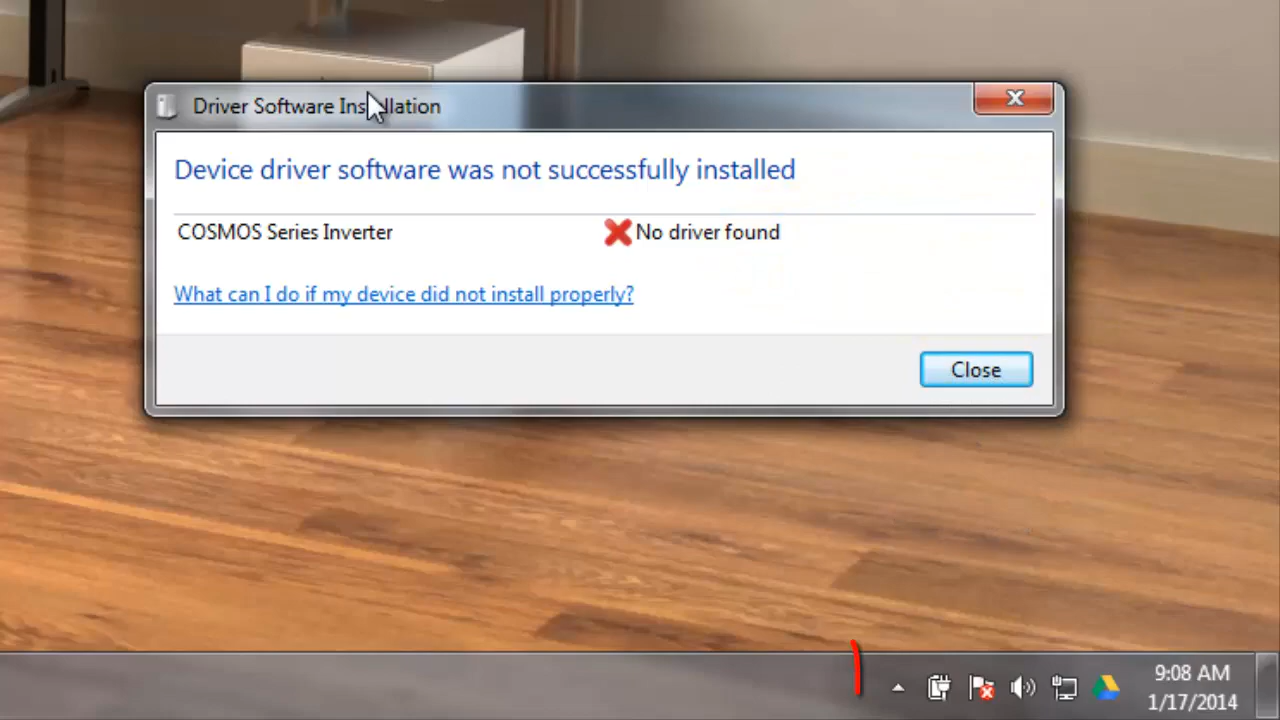 Driver Software Installation
Device driver software was not successfully installed
COSMOS Series Inverter
No driver found
What can I do if my device did not install properly?
Close
9:08 AM
1/17/2014